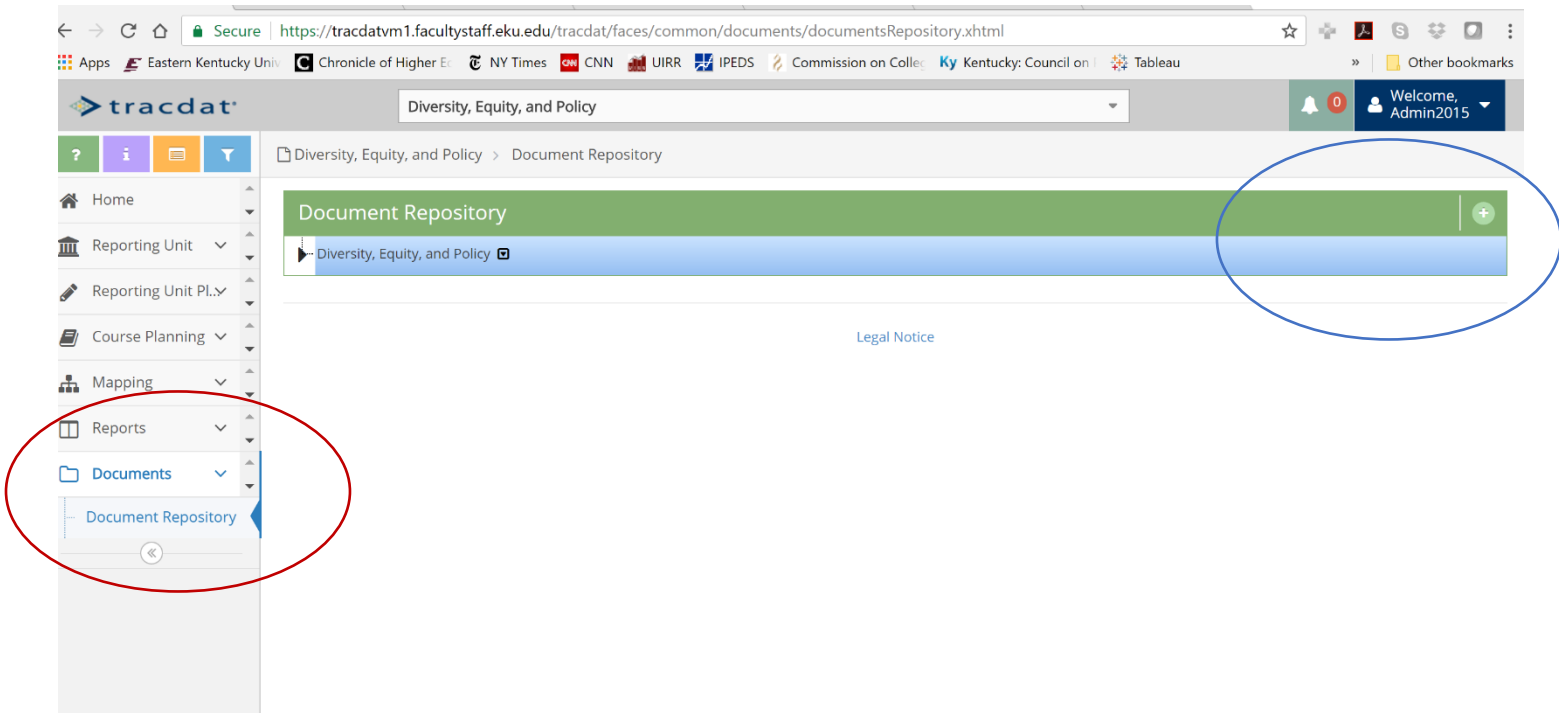 Secure https://tracdatvm1.facultystaff.eku.edu/tracdat/faces/common/documents/documentsRepository.xhtml
Apps Eastern Kentucky Univ Chronicle of Higher Ec NY Times CNN UIRR IPEDS Commission on Colleg Ky Kentucky: Council on Tableau » Other bookmarks
tracdat Diversity, Equity, and Policy 0 Welcome,
Admin2015
? i Diversity, Equity, and Policy > Document Repository
Home
Document Repository
Reporting Unit
Diversity, Equity, and Policy
Reporting Unit Pl..
Course Planning
Legal Notice
Mapping
Reports
Documents
Document Repository